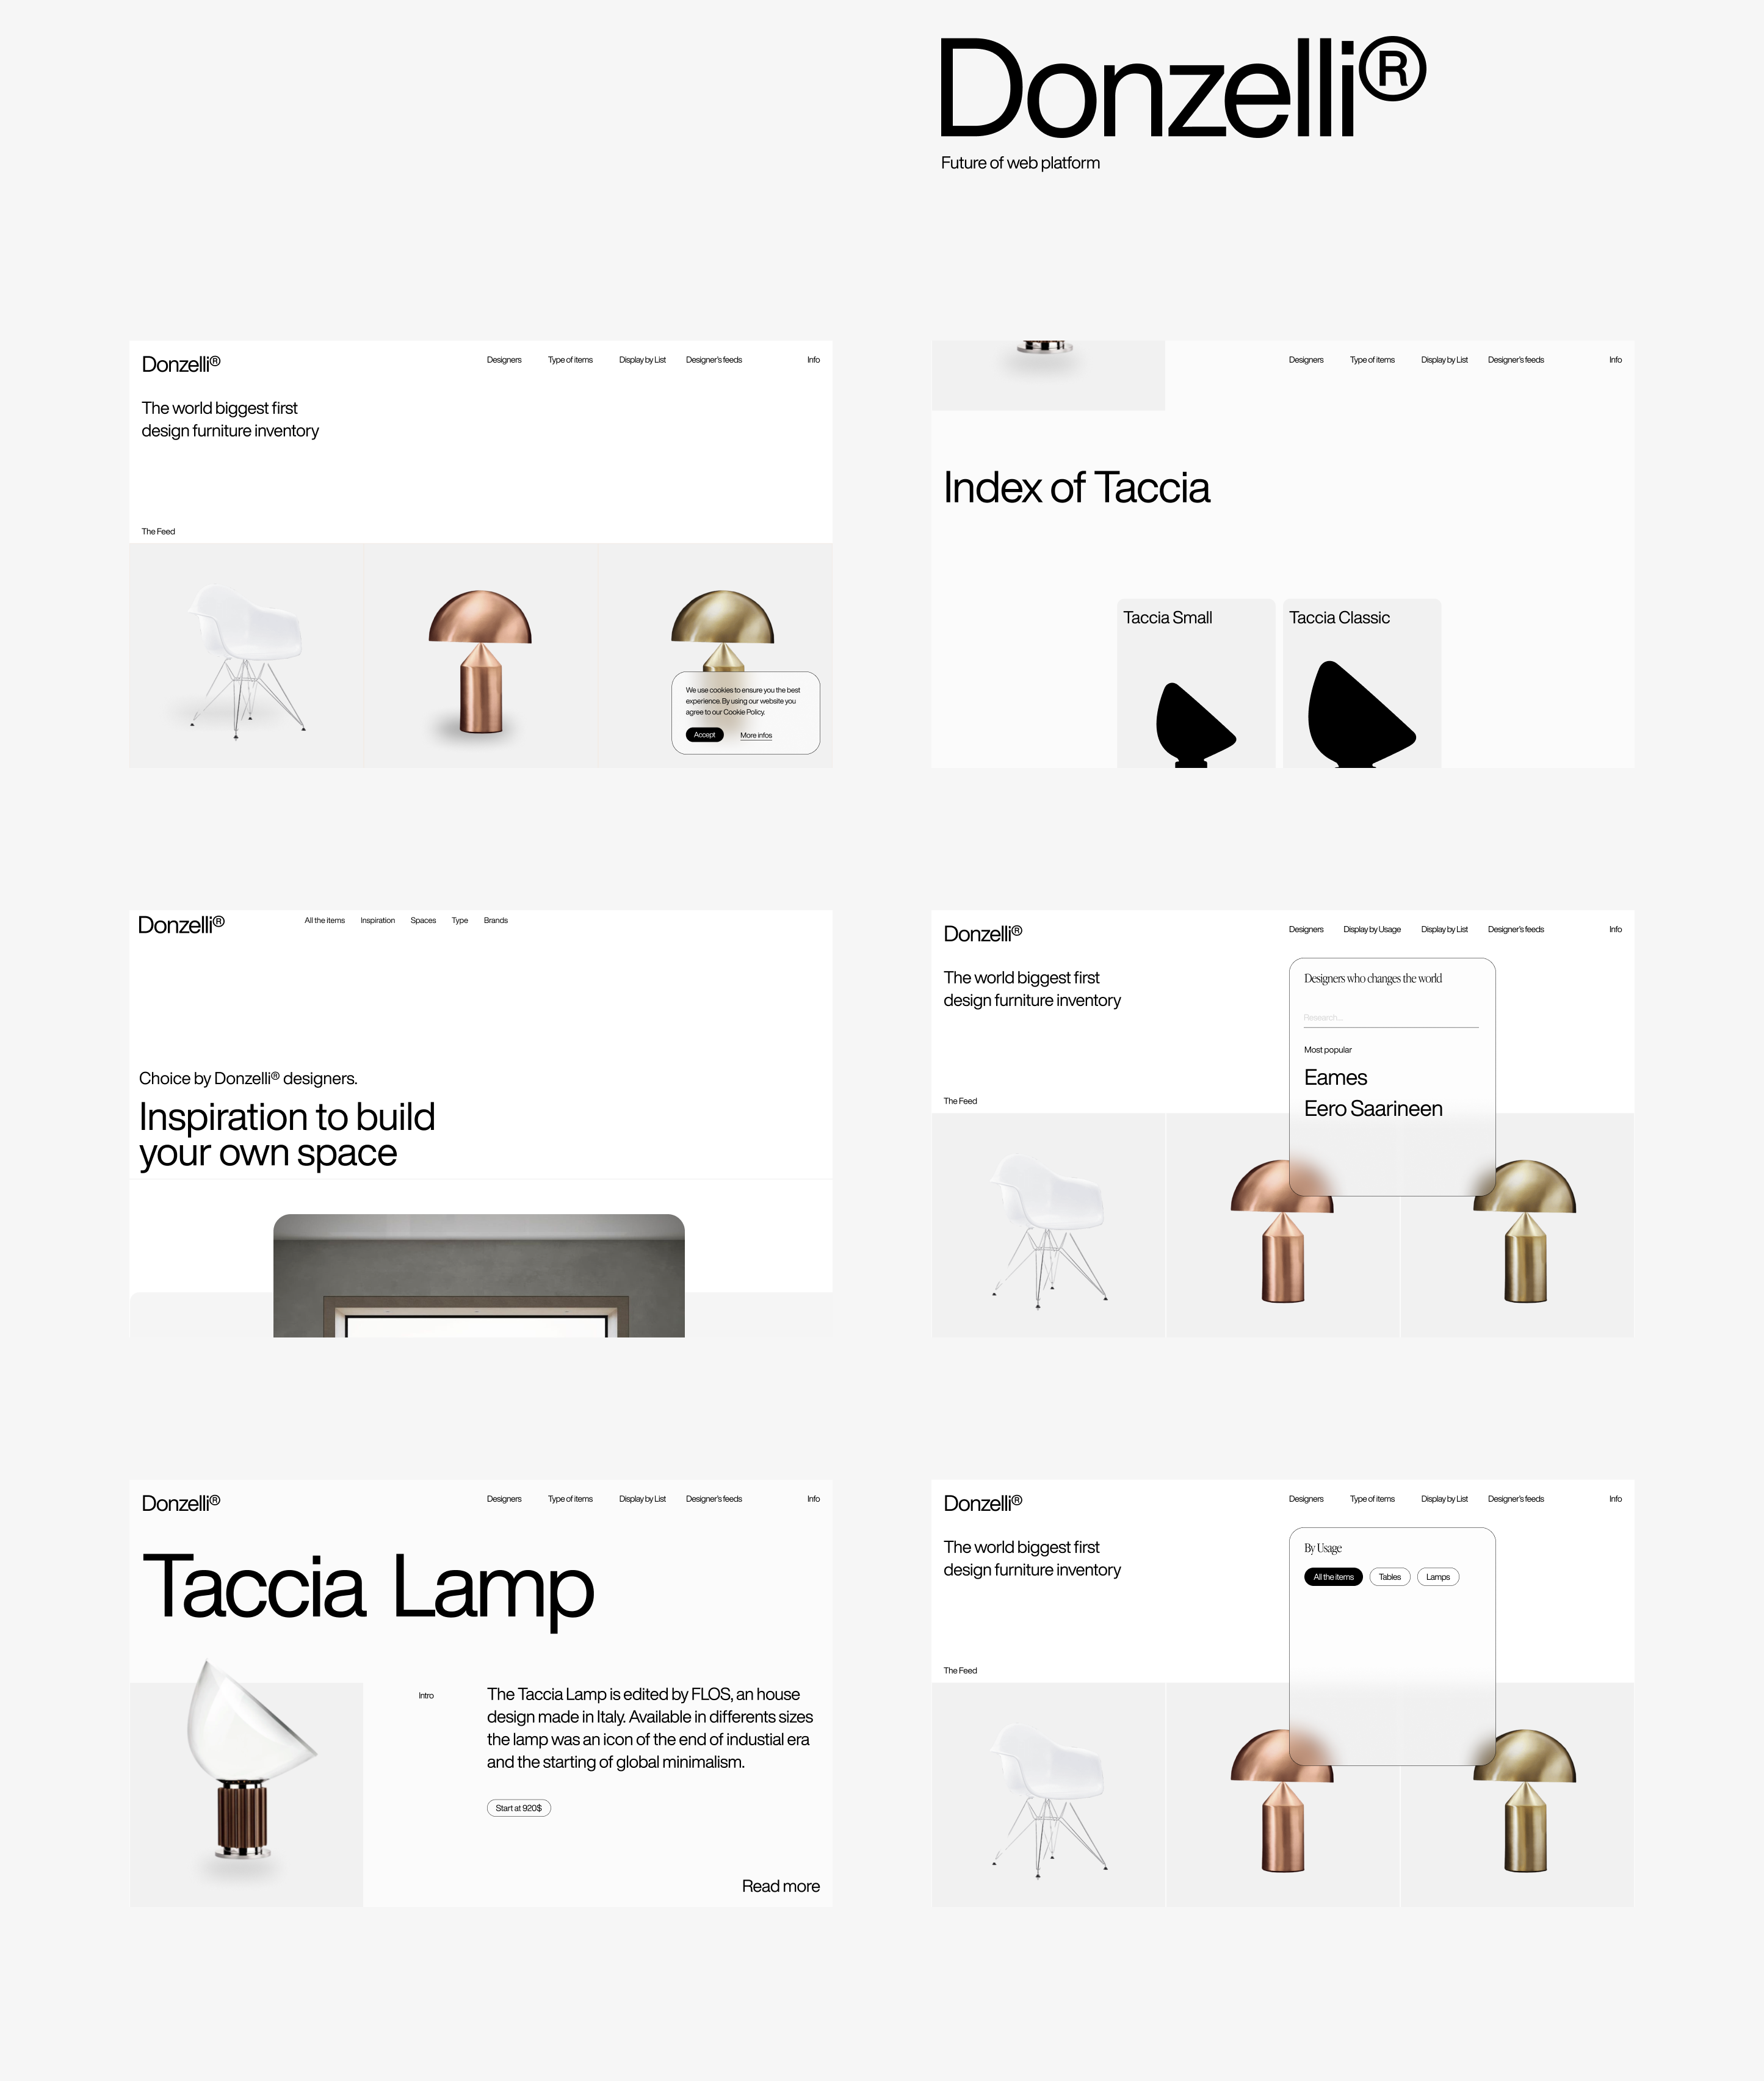 Donzelli®
Future of web platform
Donzelli®
Designers
Type of items
Display by List
Designer's feeds
Info
The world biggest first
design furniture inventory
The Feed
We use cookies to ensure you the best
experience. By using our website you
agree to our Cookie Policy.
Accept
More infos
Designers
Type of items
Display by List
Designer's feeds
Info
Index of Taccia
Taccia Small
Taccia Classic
Donzelli®
All the items
Inspiration
Spaces
Type
Brands
Choice by Donzelli® designers.
Inspiration to build
your own space
Donzelli®
Designers
Display by Usage
Display by List
Designer's feeds
Info
The world biggest first
design furniture inventory
Designers who changes the world
Research...
Most popular
Eames
Eero Saarineen
The Feed
Donzelli®
Designers
Type of items
Display by List
Designer's feeds
Info
Taccia Lamp
Intro
The Taccia Lamp is edited by FLOS, an house
design made in Italy. Available in differents sizes
the lamp was an icon of the end of industial era
and the starting of global minimalism.
Start at 920$
Read more
Donzelli®
Designers
Type of items
Display by List
Designer's feeds
Info
The world biggest first
design furniture inventory
By Usage
All the items
Tables
Lamps
The Feed